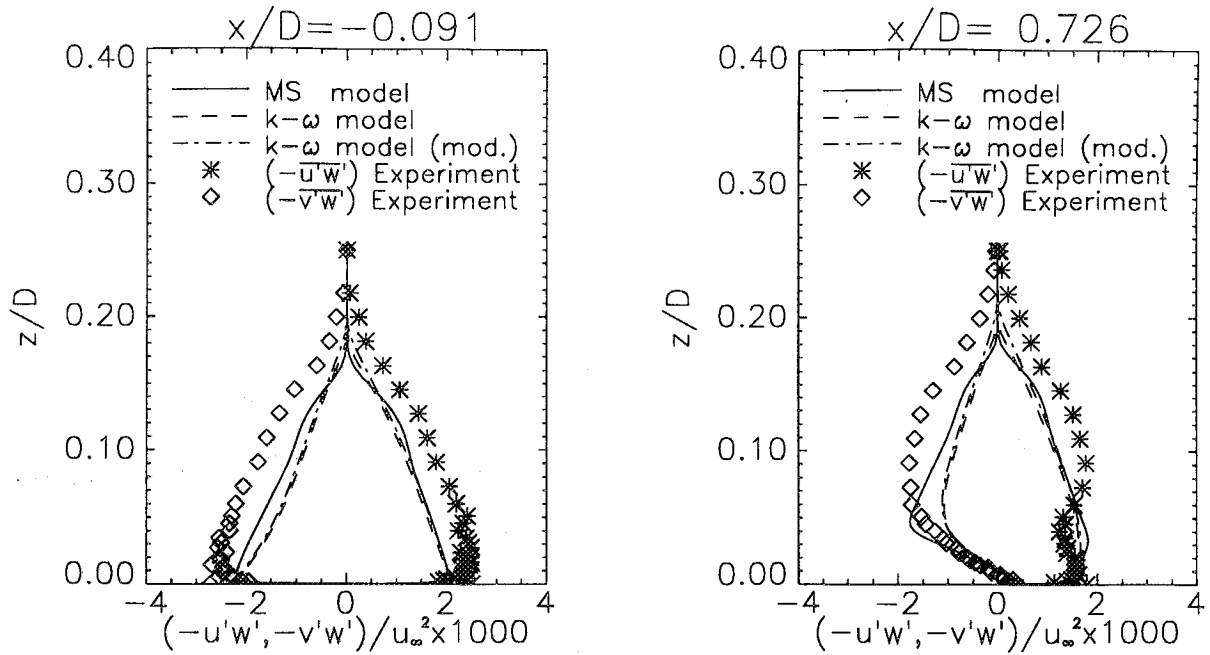 x/D=-0.091
0.40
0.30
0.20
0.10
0.00
z/D
MS model
k-ω model
k-ω model (mod.)
(-u'w') Experiment
(-v'w') Experiment
-4 -2 0 2 4
(-u'w',-v'w')/u∞²x1000
x/D= 0.726
0.40
0.30
0.20
0.10
0.00
z/D
MS model
k-ω model
k-ω model (mod.)
(-u'w') Experiment
(-v'w') Experiment
-4 -2 0 2 4
(-u'w',-v'w')/u∞²x1000